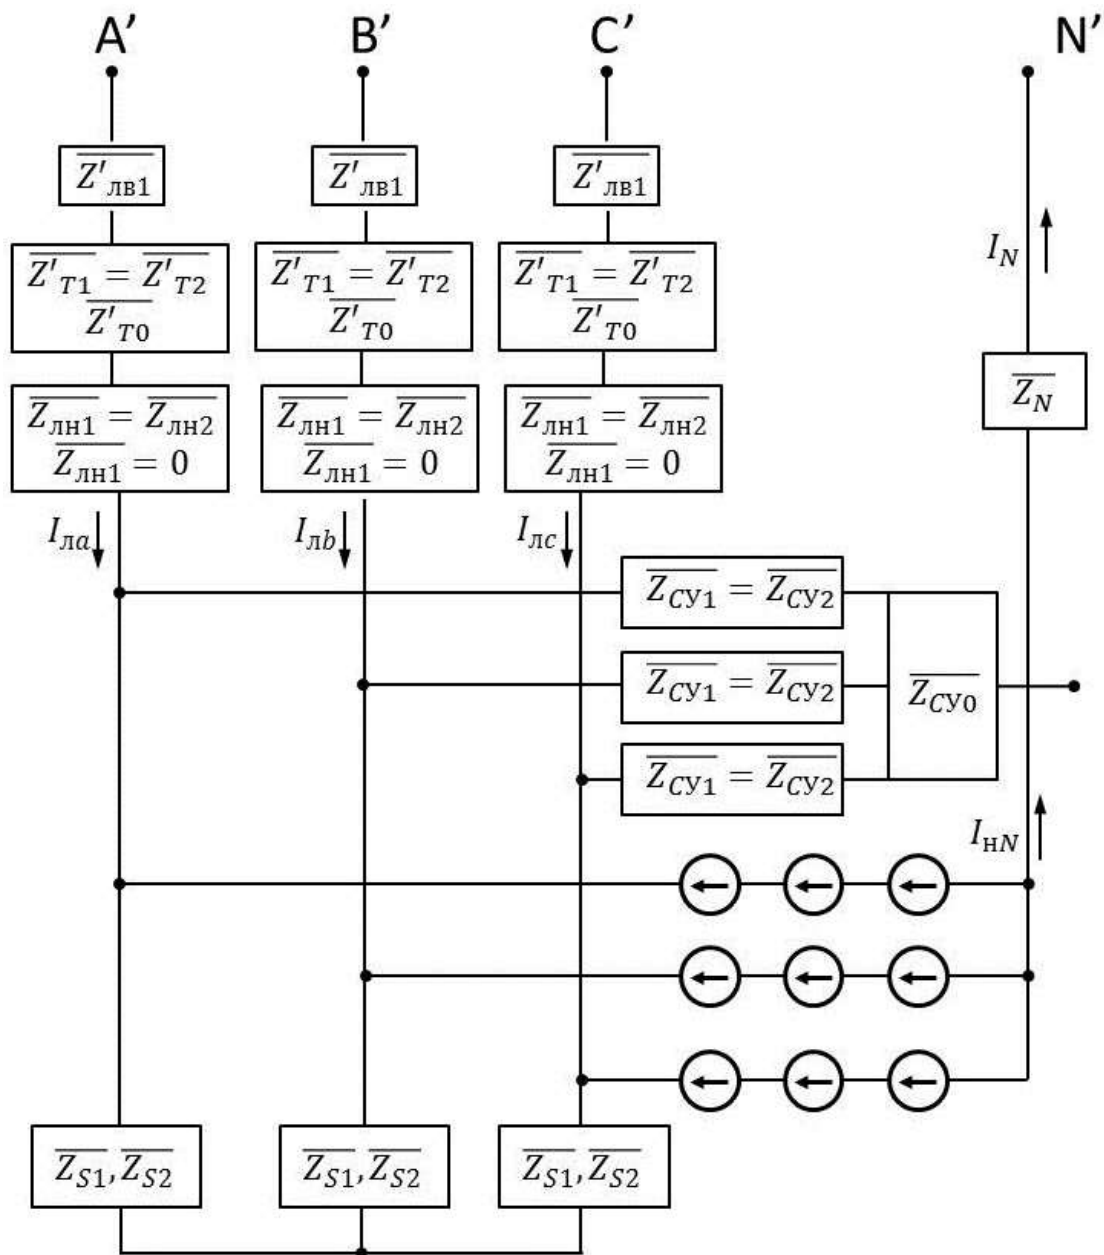 A’ B’ C’ N’
Z'лв1 Z'лв1 Z'лв1
Z'T1 = Z'T2 Z'T1 = Z'T2 Z'T1 = Z'T2
Z'T0 Z'T0 Z'T0
IN
ZN
Zлн1 = Zлн2 Zлн1 = Zлн2 Zлн1 = Zлн2
Zлн1 = 0 Zлн1 = 0 Zлн1 = 0
Iлa Iлb Iлc
ZСУ1 = ZСУ2
ZСУ1 = ZСУ2
ZСУ0
ZСУ1 = ZСУ2
IнN
ZS1, ZS2 ZS1, ZS2 ZS1, ZS2